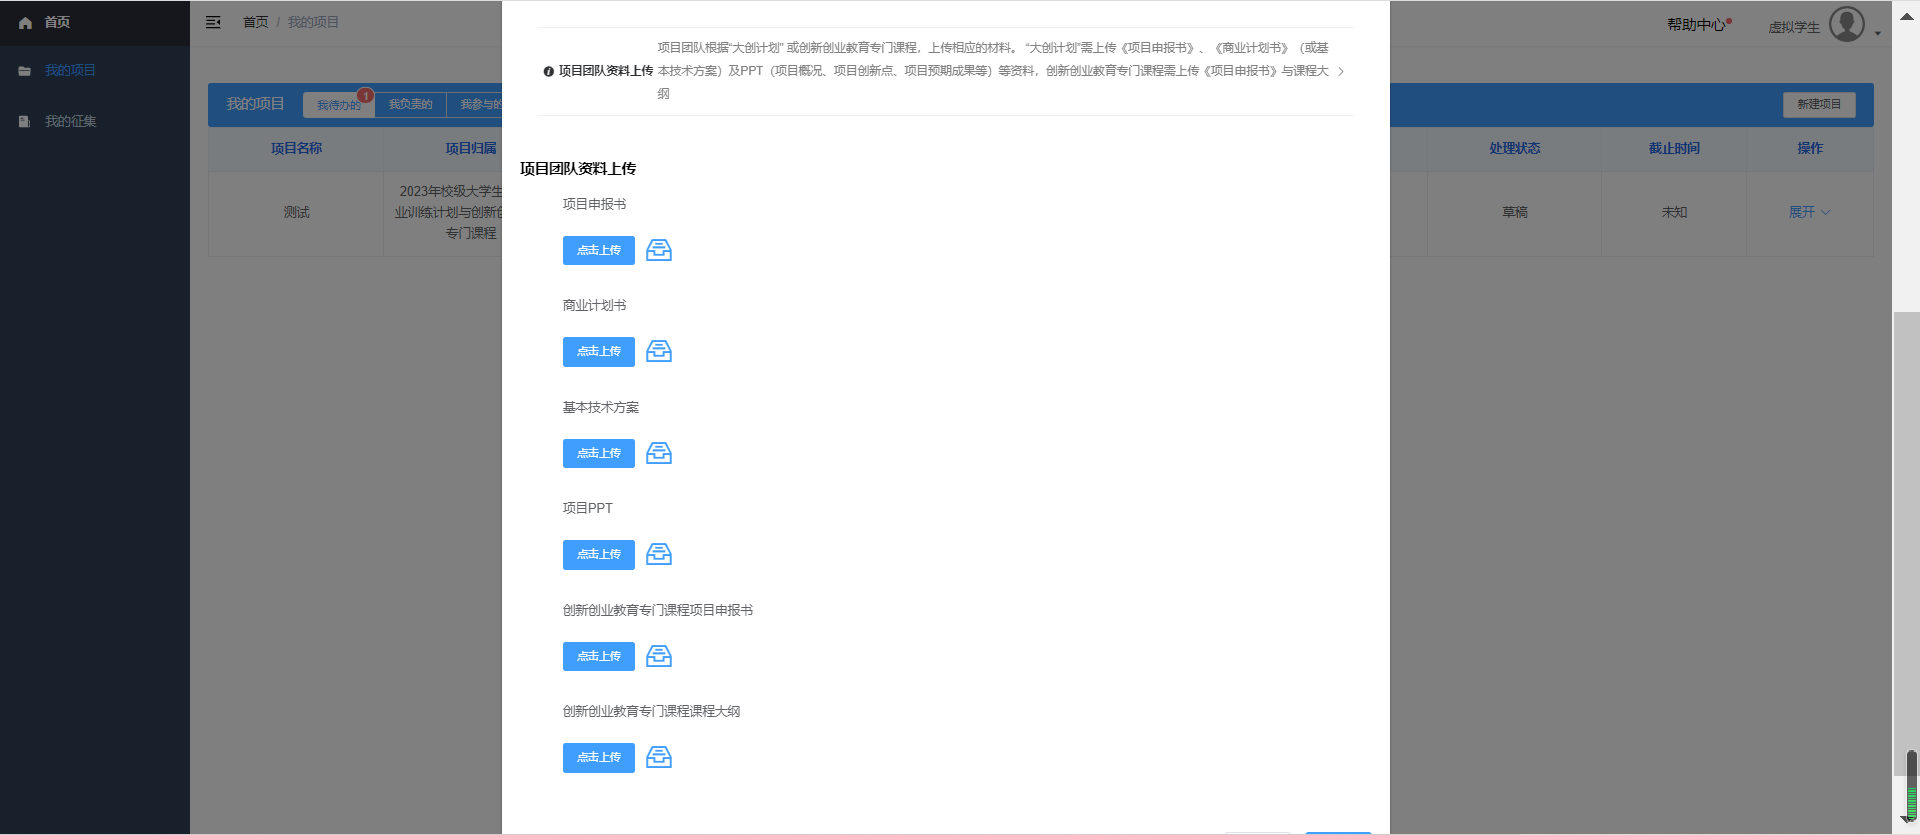 首页
首页 / 我的项目
帮助中心
虚拟学生
我的项目
我的征集
项目团队根据“大创计划” 或创新创业教育专门课程，上传相应的材料。 “大创计划”需上传《项目申报书》、《商业计划书》（或基
项目团队资料上传
本技术方案）及PPT（项目概况、项目创新点、项目预期成果等）等资料，创新创业教育专门课程需上传《项目申报书》与课程大
纲
我的项目
我待办的
1
我负责的
我参与的
新建项目
项目名称
项目归属
处理状态
截止时间
操作
测试
2023年校级大学生
业训练计划与创新创
专门课程
草稿
未知
展开
项目团队资料上传
项目申报书
点击上传
商业计划书
点击上传
基本技术方案
点击上传
项目PPT
点击上传
创新创业教育专门课程项目申报书
点击上传
创新创业教育专门课程课程大纲
点击上传